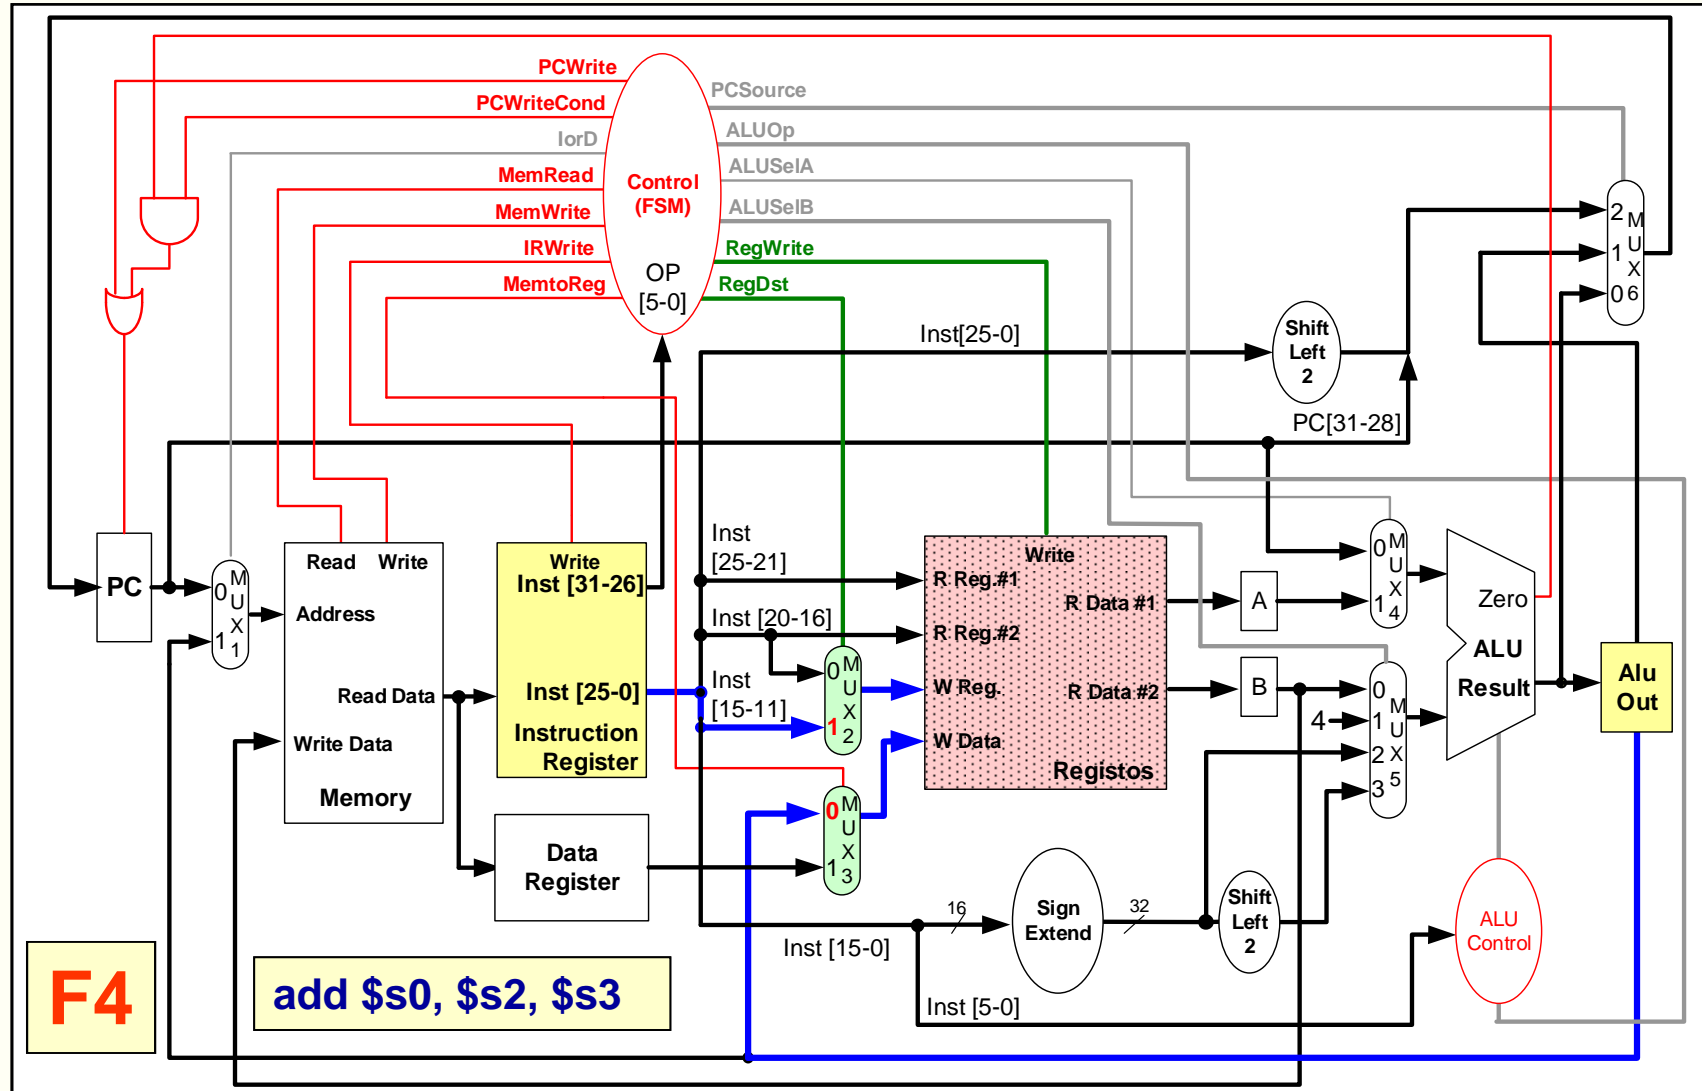 PCWrite
PCWriteCond
IorD
MemRead
MemWrite
IRWrite
MemtoReg
Control
(FSM)
OP
[5-0]
PCSource
ALUOp
ALUSelA
ALUSelB
RegWrite
RegDst
2
1
0
M
U
X
6
Inst[25-0]
Shift
Left
2
PC[31-28]
PC
0
1
M
U
X
1
Read
Write
Address
Read Data
Write Data
Memory
Write
Inst [31-26]
Inst [25-0]
Instruction
Register
Data
Register
Inst
[25-21]
Inst [20-16]
Inst
[15-11]
0
1
M
U
X
2
0
1
M
U
X
3
Write
R Reg.#1
R Data #1
R Reg.#2
W Reg.
R Data #2
W Data
Registos
A
B
0
1
M
U
X
4
0
4
1
2
3
M
U
X
5
Zero
ALU
Result
Alu
Out
Inst [15-0]
16
Sign
Extend
32
Shift
Left
2
ALU
Control
Inst [5-0]
F4
add $s0, $s2, $s3